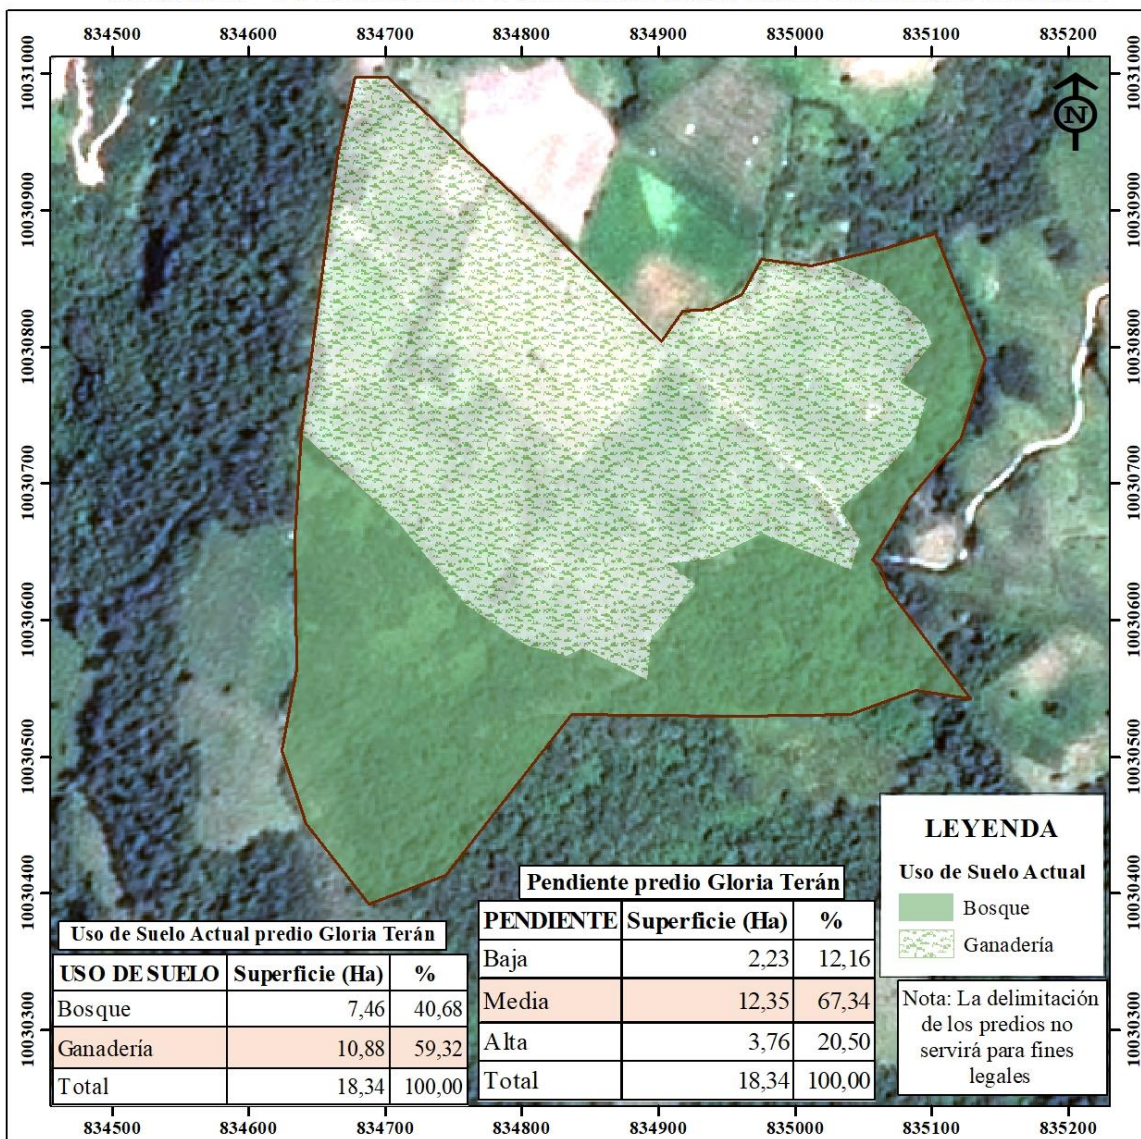 834500 834600 834700 834800 834900 835000 835100 835200
10031000 10031000
10030900 10030900
10030800 10030800
10030700 10030700
10030600 10030600
10030500 10030500
10030400 10030400
10030300 10030300
N
LEYENDA
Uso de Suelo Actual
Bosque
Ganadería
Nota: La delimitación
de los predios no
servirá para fines
legales
Uso de Suelo Actual predio Gloria Terán
USO DE SUELO Superficie (Ha) %
Bosque 7,46 40,68
Ganadería 10,88 59,32
Total 18,34 100,00
Pendiente predio Gloria Terán
PENDIENTE Superficie (Ha) %
Baja 2,23 12,16
Media 12,35 67,34
Alta 3,76 20,50
Total 18,34 100,00
834500 834600 834700 834800 834900 835000 835100 835200